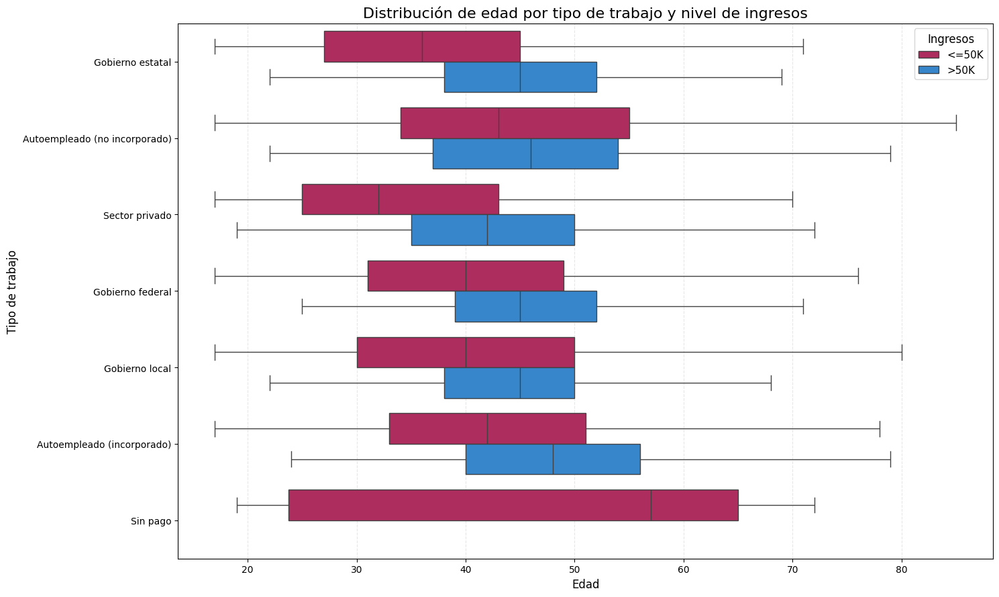 Distribución de edad por tipo de trabajo y nivel de ingresos
Ingresos
<=50K
>50K
Tipo de trabajo
Gobierno estatal
Autoempleado (no incorporado)
Sector privado
Gobierno federal
Gobierno local
Autoempleado (incorporado)
Sin pago
20 30 40 50 60 70 80
Edad